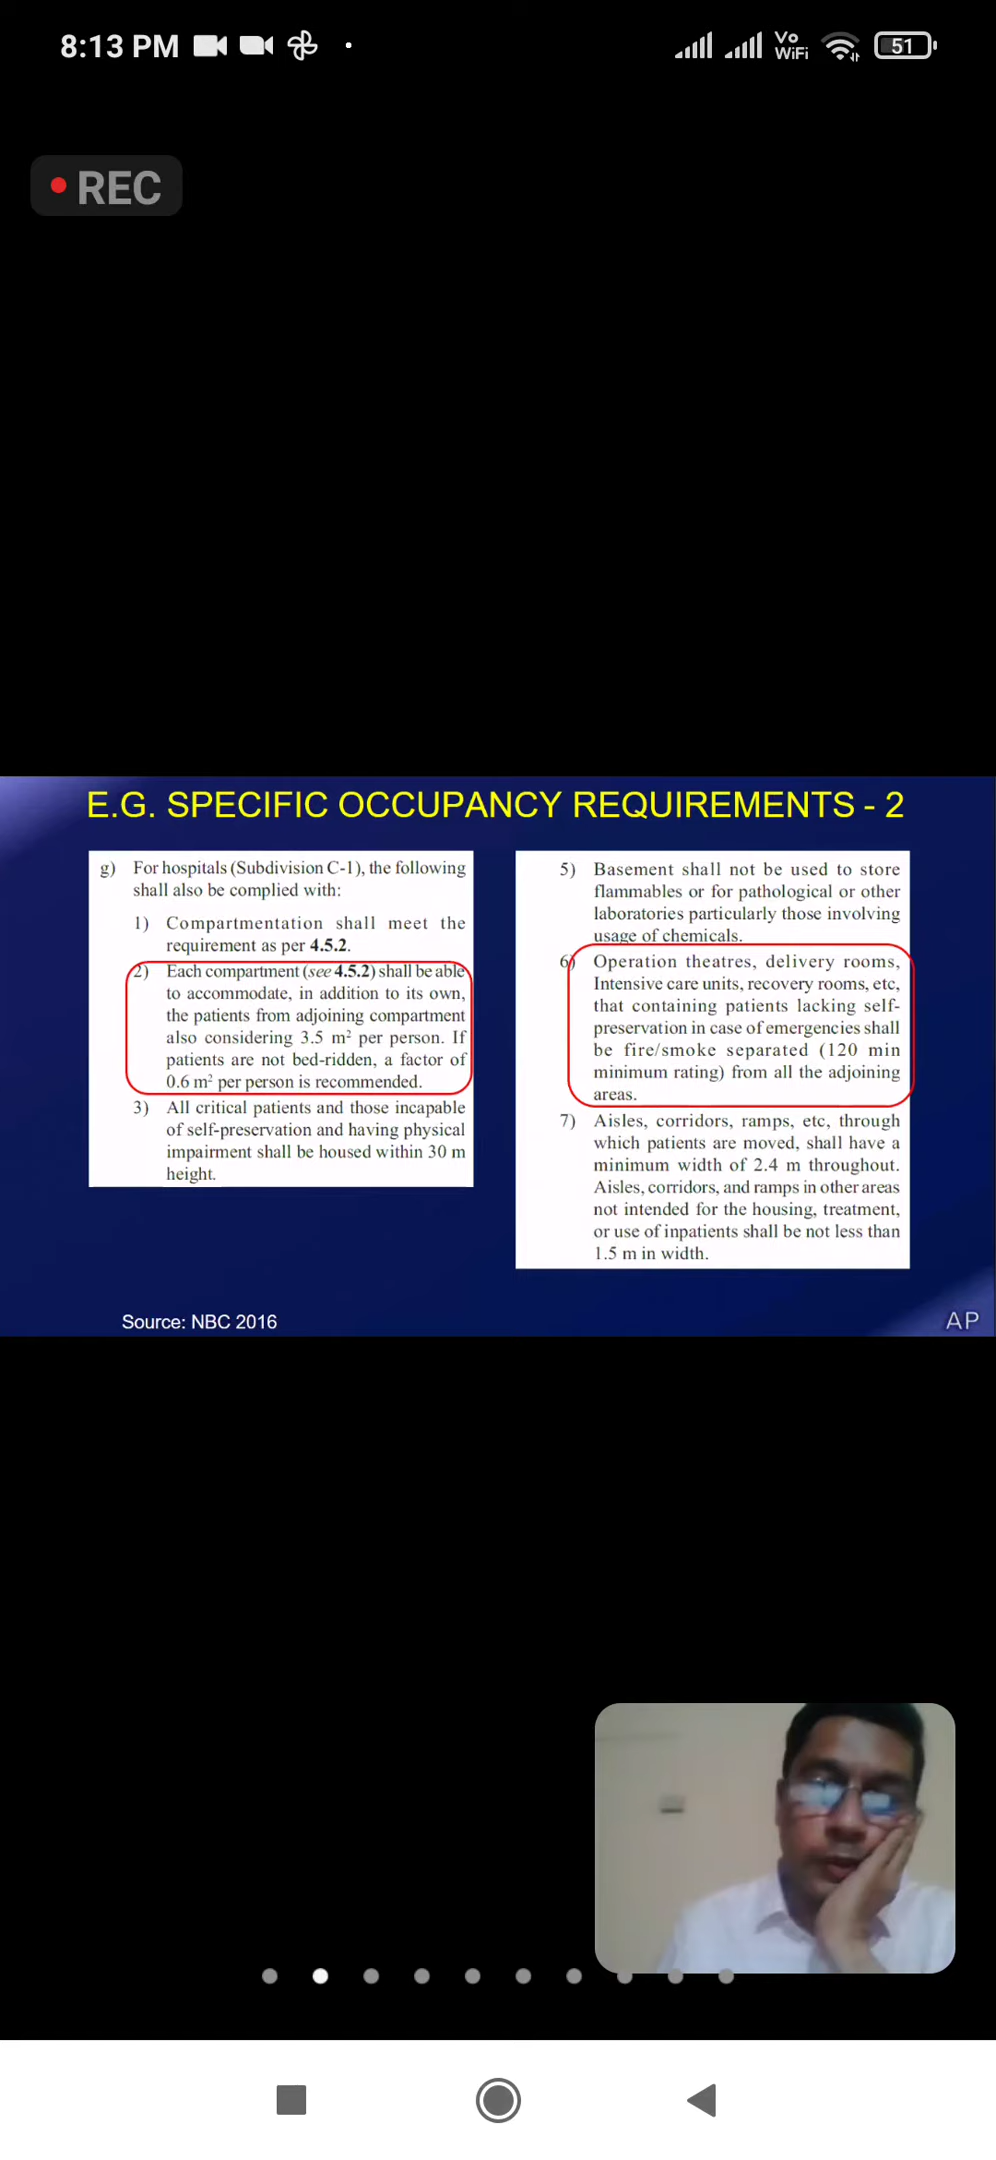 8:13 PM
Vo
WiFi
51
REC
E.G. SPECIFIC OCCUPANCY REQUIREMENTS - 2
g) For hospitals (Subdivision C-1), the following
shall also be complied with:
1) Compartmentation shall meet the
requirement as per 4.5.2.
2) Each compartment (see 4.5.2) shall be able
to accommodate, in addition to its own,
the patients from adjoining compartment
also considering 3.5 m² per person. If
patients are not bed-ridden, a factor of
0.6 m² per person is recommended.
3) All critical patients and those incapable
of self-preservation and having physical
impairment shall be housed within 30 m
height.
5) Basement shall not be used to store
flammables or for pathological or other
laboratories particularly those involving
usage of chemicals.
6) Operation theatres, delivery rooms,
Intensive care units, recovery rooms, etc,
that containing patients lacking self-
preservation in case of emergencies shall
be fire/smoke separated (120 min
minimum rating) from all the adjoining
areas.
7) Aisles, corridors, ramps, etc, through
which patients are moved, shall have a
minimum width of 2.4 m throughout.
Aisles, corridors, and ramps in other areas
not intended for the housing, treatment,
or use of inpatients shall be not less than
1.5 m in width.
Source: NBC 2016
AP